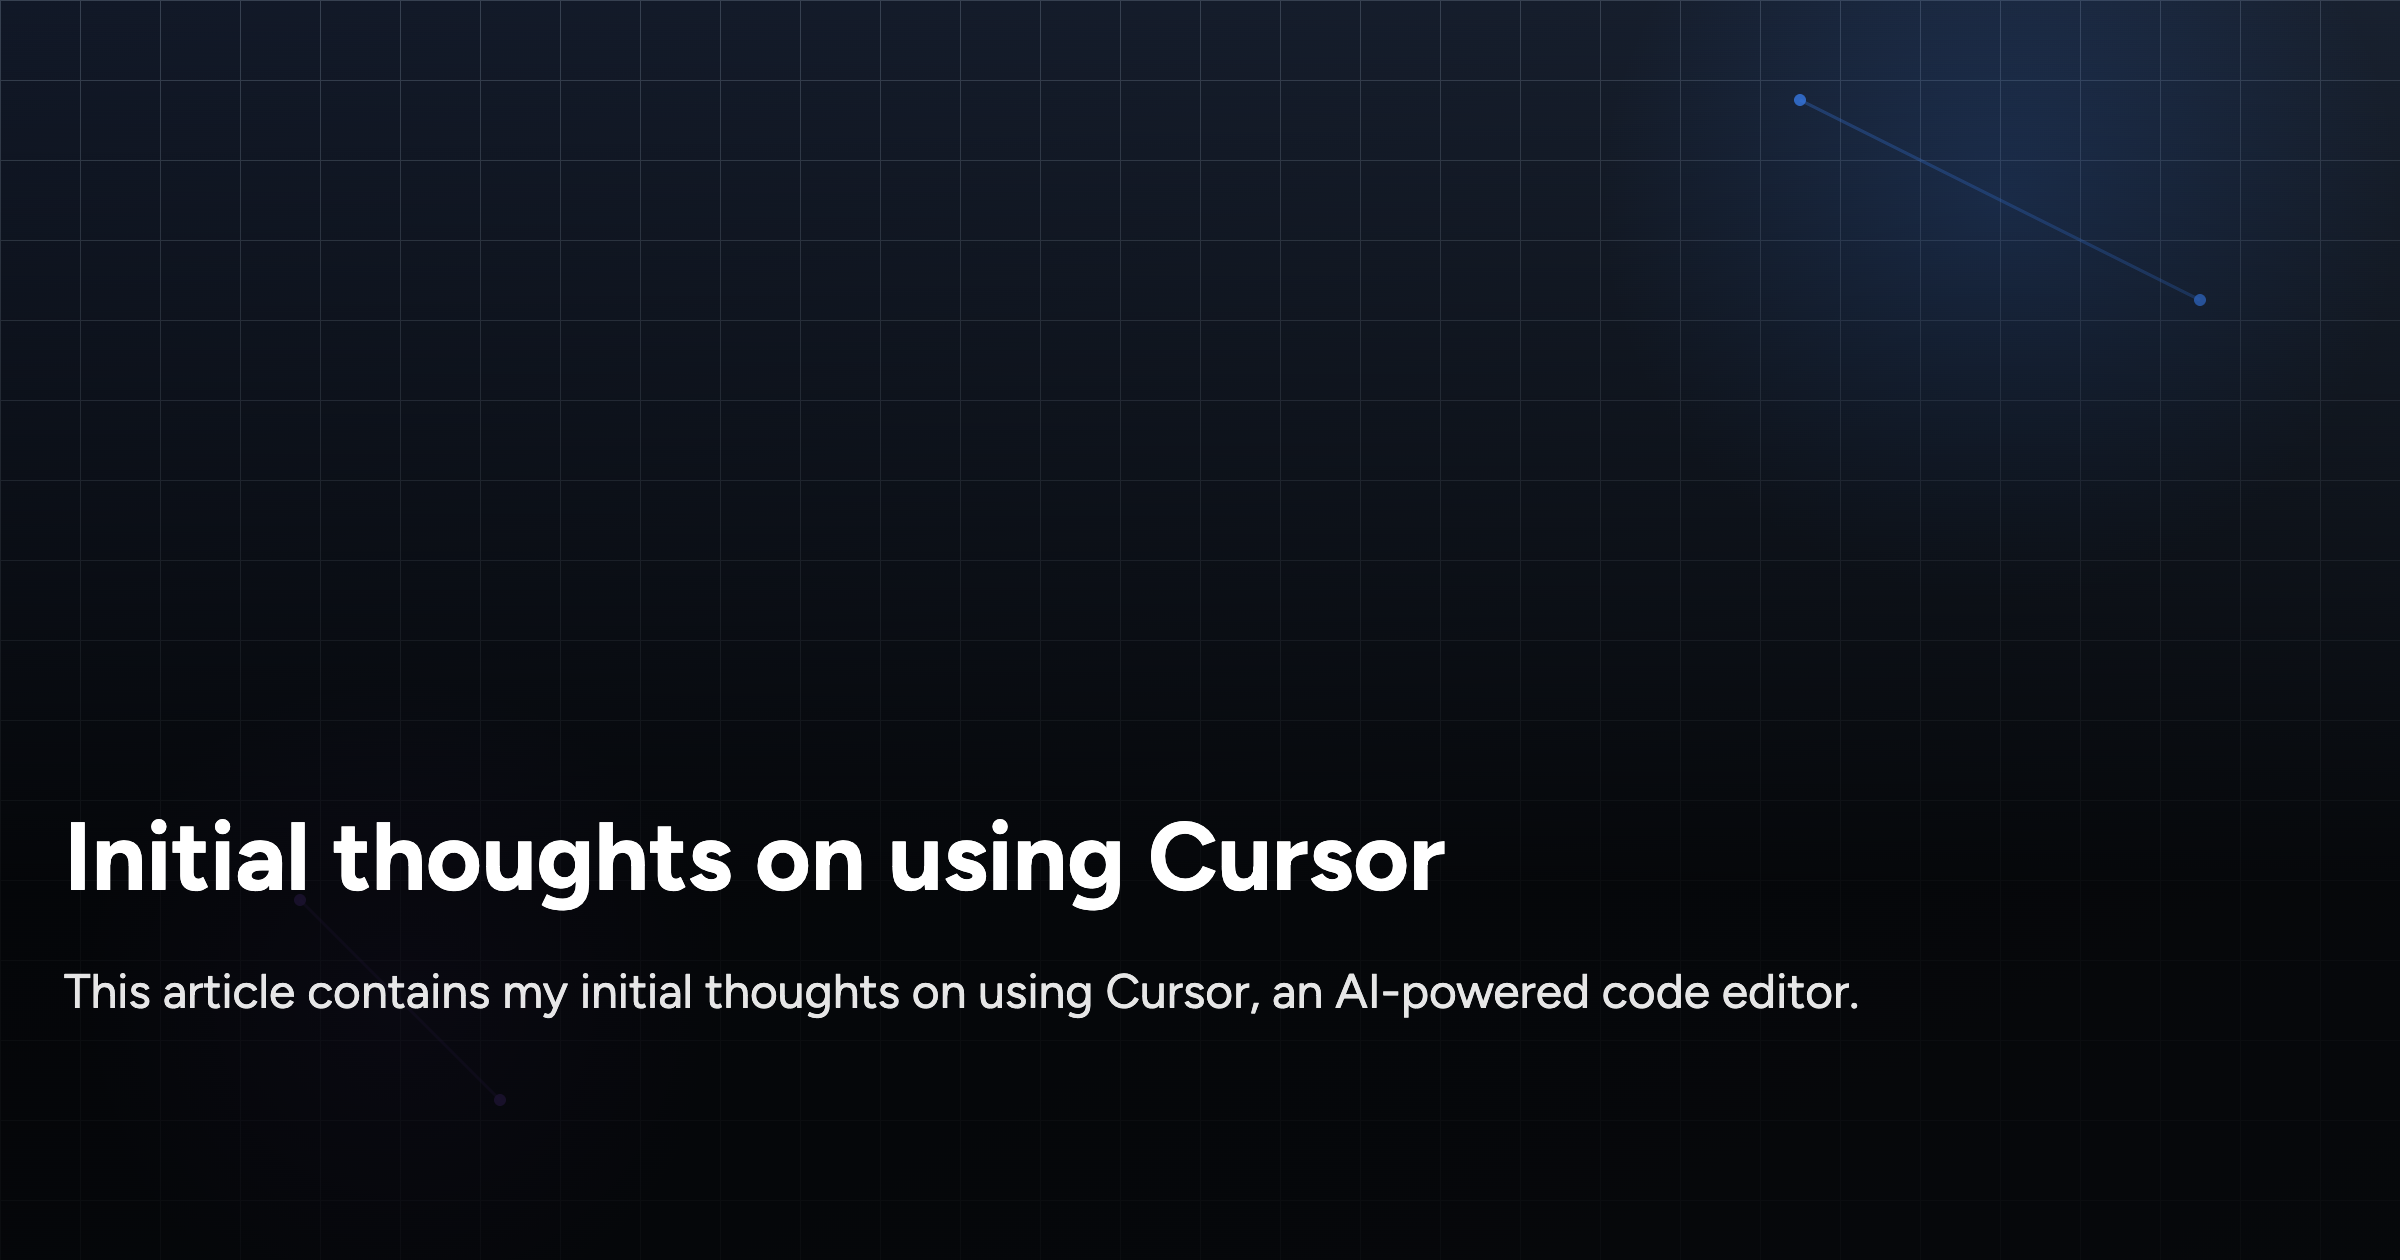 Initial thoughts on using Cursor
This article contains my initial thoughts on using Cursor, an AI-powered code editor.